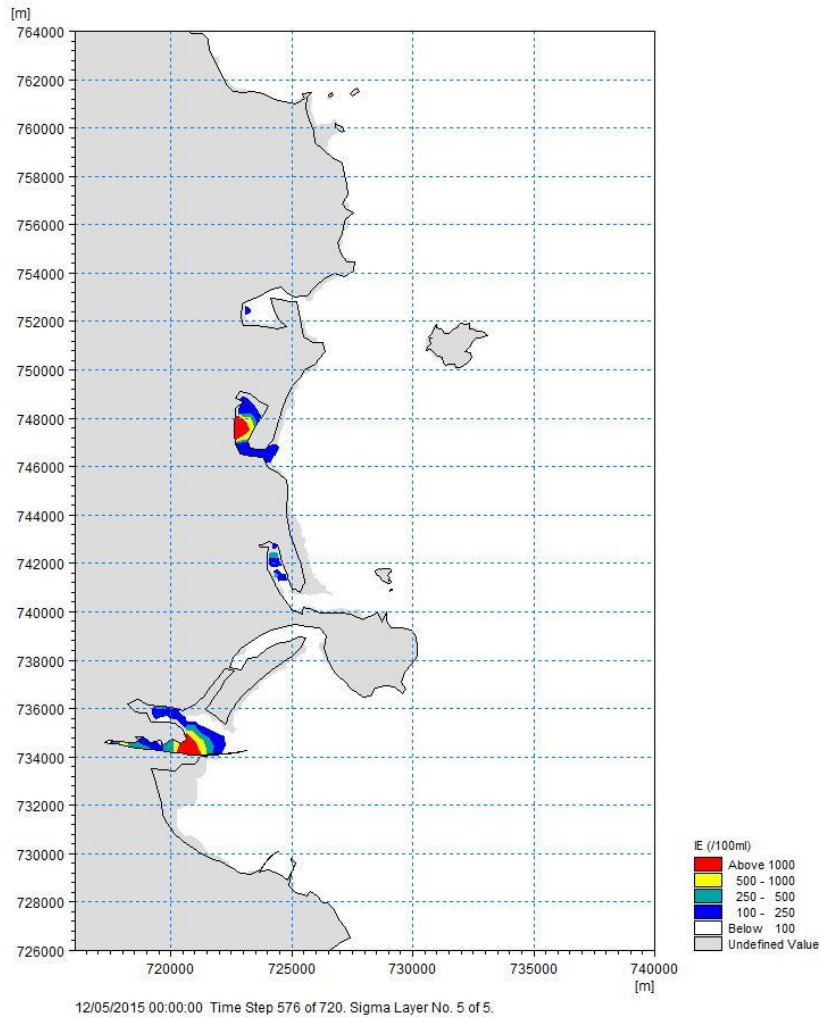 [m]
764000
762000
760000
758000
756000
754000
752000
750000
748000
746000
744000
742000
740000
738000
736000
734000
732000
730000
728000
726000
720000 725000 730000 735000 740000
[m]
IE (/100ml)
Above 1000
500 - 1000
250 - 500
100 - 250
Below 100
Undefined Value
12/05/2015 00:00:00 Time Step 576 of 720. Sigma Layer No. 5 of 5.